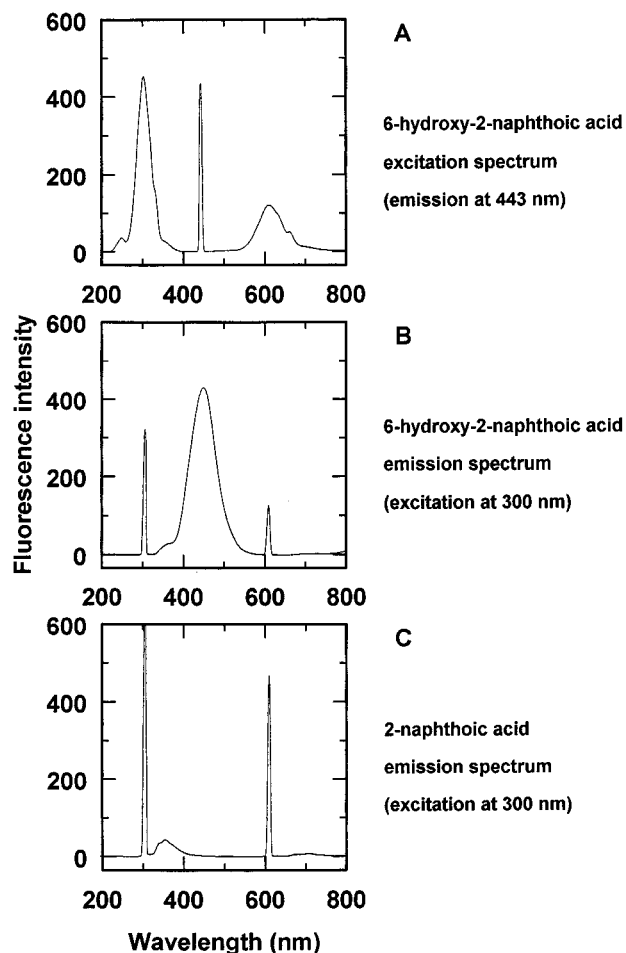 600
A
400
200
0
200 400 600 800
6-hydroxy-2-naphthoic acid
excitation spectrum
(emission at 443 nm)
600
B
400
200
0
200 400 600 800
6-hydroxy-2-naphthoic acid
emission spectrum
(excitation at 300 nm)
600
C
400
200
0
200 400 600 800
2-naphthoic acid
emission spectrum
(excitation at 300 nm)
Fluorescence intensity
Wavelength (nm)